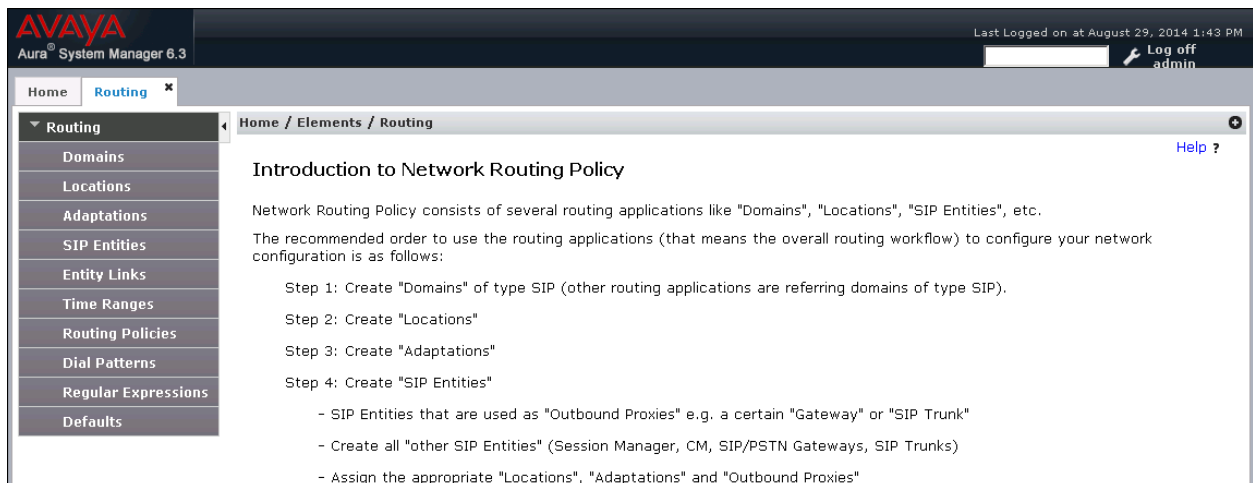 AVAYA
Aura® System Manager 6.3
Last Logged on at August 29, 2014 1:43 PM
Log off
admin
Home
Routing ✖
Routing
Domains
Locations
Adaptations
SIP Entities
Entity Links
Time Ranges
Routing Policies
Dial Patterns
Regular Expressions
Defaults
Home / Elements / Routing
Help ?
Introduction to Network Routing Policy
Network Routing Policy consists of several routing applications like "Domains", "Locations", "SIP Entities", etc.
The recommended order to use the routing applications (that means the overall routing workflow) to configure your network
configuration is as follows:
Step 1: Create "Domains" of type SIP (other routing applications are referring domains of type SIP).
Step 2: Create "Locations"
Step 3: Create "Adaptations"
Step 4: Create "SIP Entities"
- SIP Entities that are used as "Outbound Proxies" e.g. a certain "Gateway" or "SIP Trunk"
- Create all "other SIP Entities" (Session Manager, CM, SIP/PSTN Gateways, SIP Trunks)
- Assign the appropriate "Locations", "Adaptations" and "Outbound Proxies"